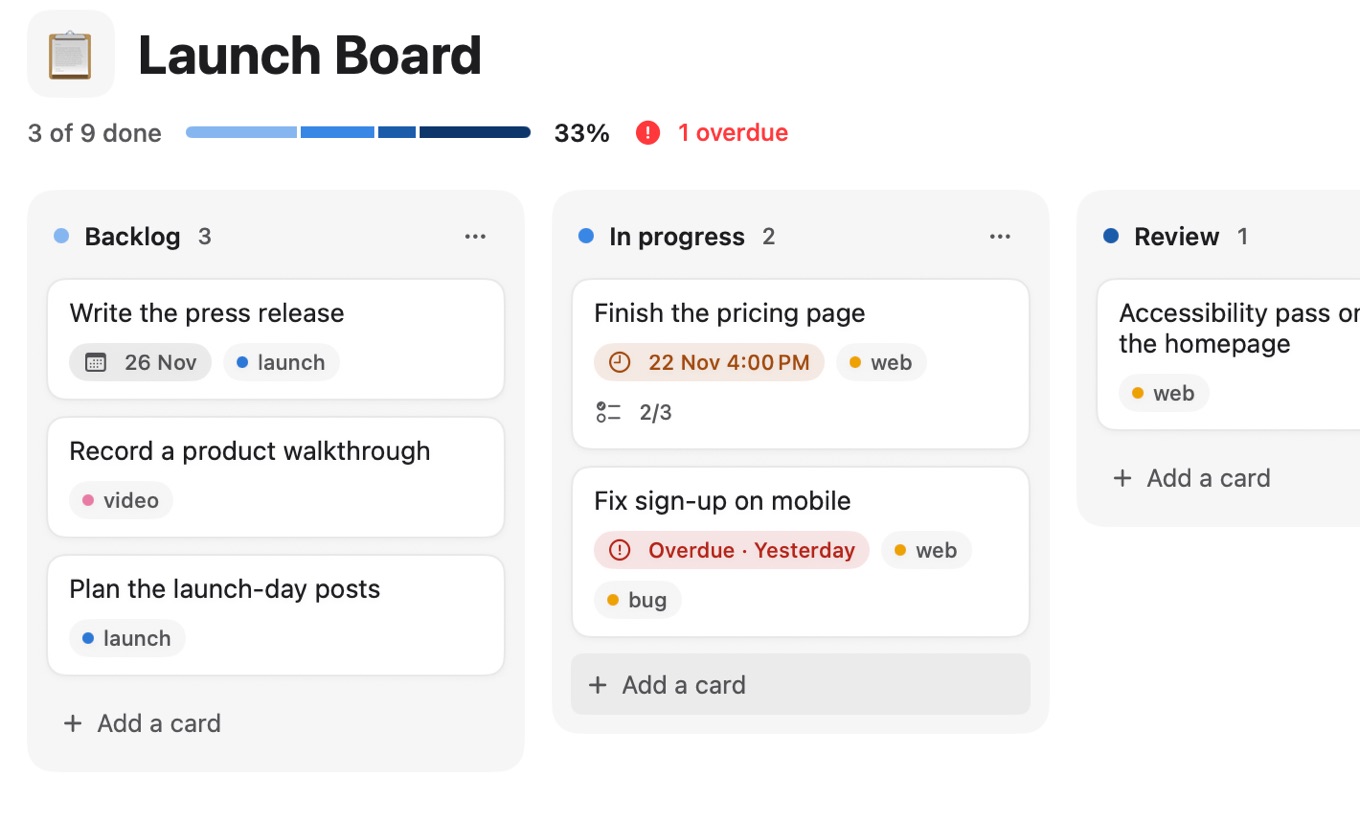 Launch Board
3 of 9 done 33% 1 overdue
Backlog 3
Write the press release
26 Nov launch
Record a product walkthrough
video
Plan the launch-day posts
launch
+ Add a card
In progress 2
Finish the pricing page
22 Nov 4:00 PM web
2/3
Fix sign-up on mobile
Overdue · Yesterday web
bug
+ Add a card
Review 1
Accessibility pass on
the homepage
web
+ Add a card